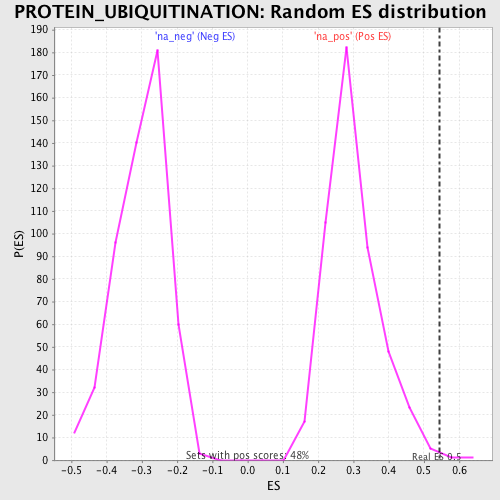 PROTEIN_UBIQUITINATION: Random ES distribution
'na_neg' (Neg ES)
'na_pos' (Pos ES)
190
180
170
160
150
140
130
120
110
100
90
80
70
60
50
40
30
20
10
0
P(ES)
Sets with pos scores: 48%
Real ES 0.5
-0.5 -0.4 -0.3 -0.2 -0.1 0.0 0.1 0.2 0.3 0.4 0.5 0.6
ES